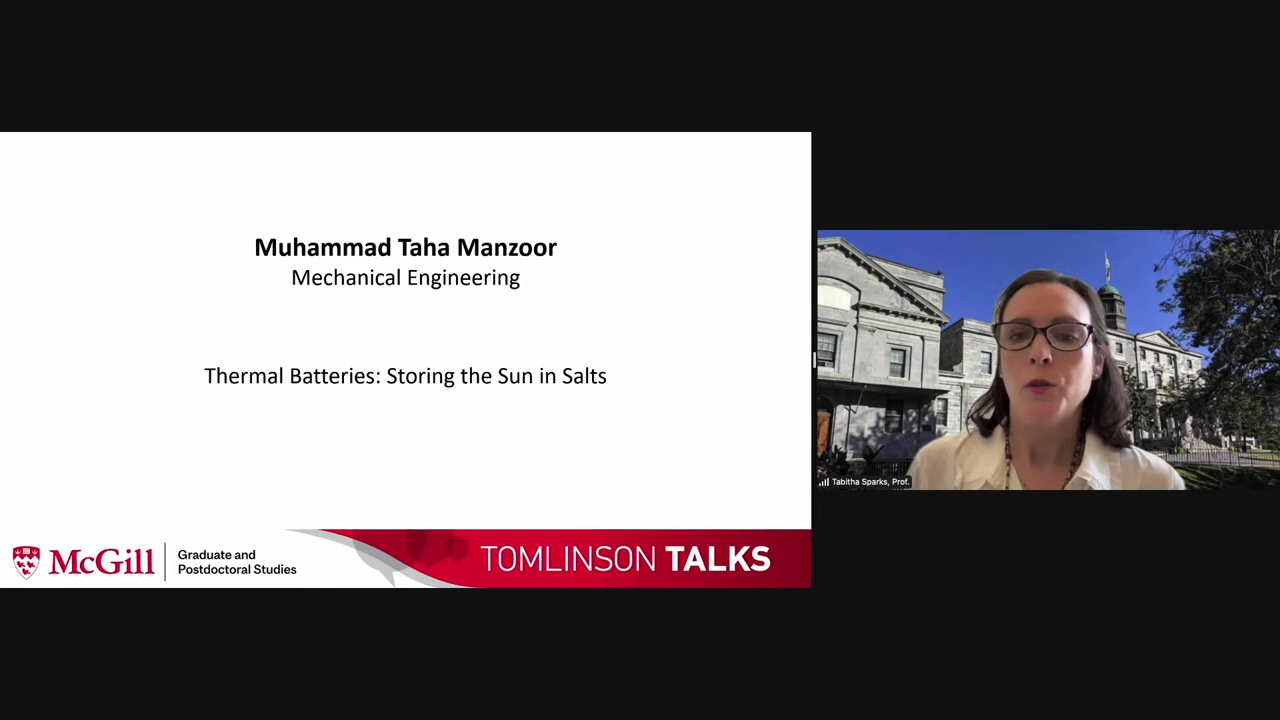 Muhammad Taha Manzoor
Mechanical Engineering
Thermal Batteries: Storing the Sun in Salts
McGill
Graduate and
Postdoctoral Studies
TOMLINSON TALKS
Tabitha Sparks, Prof.